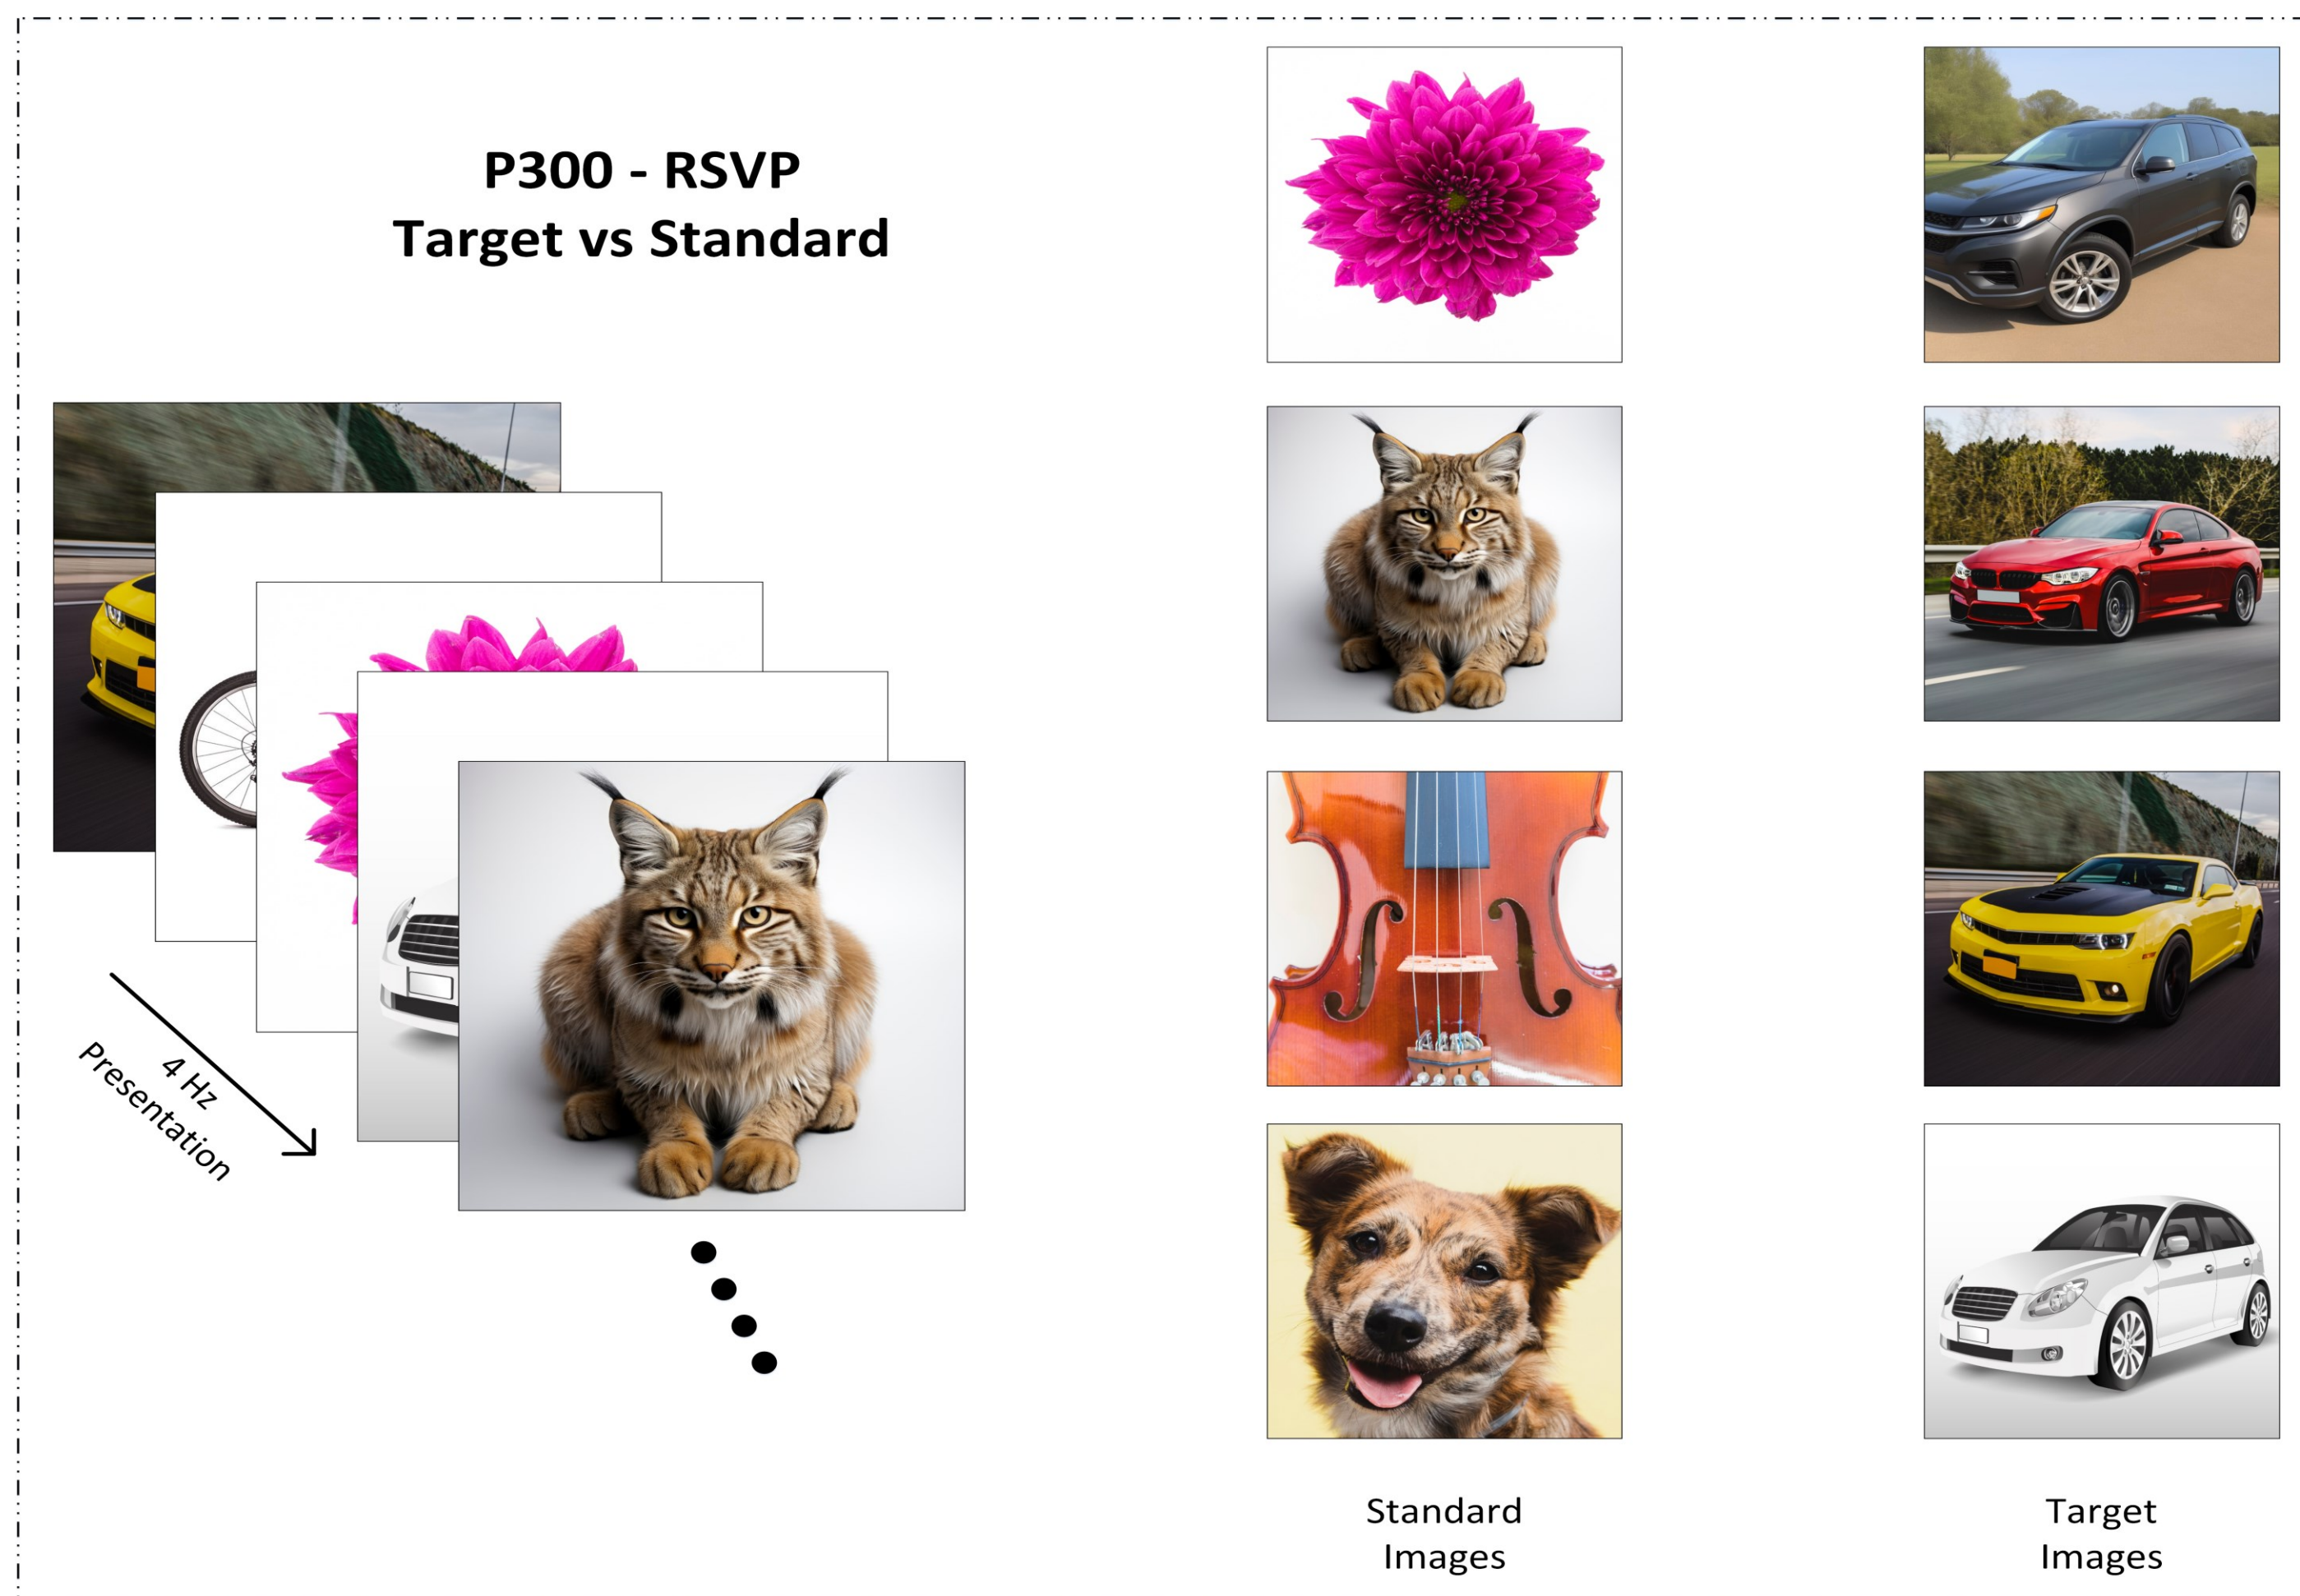 P300 - RSVP
Target vs Standard
4 Hz
Presentation
Standard
Images
Target
Images